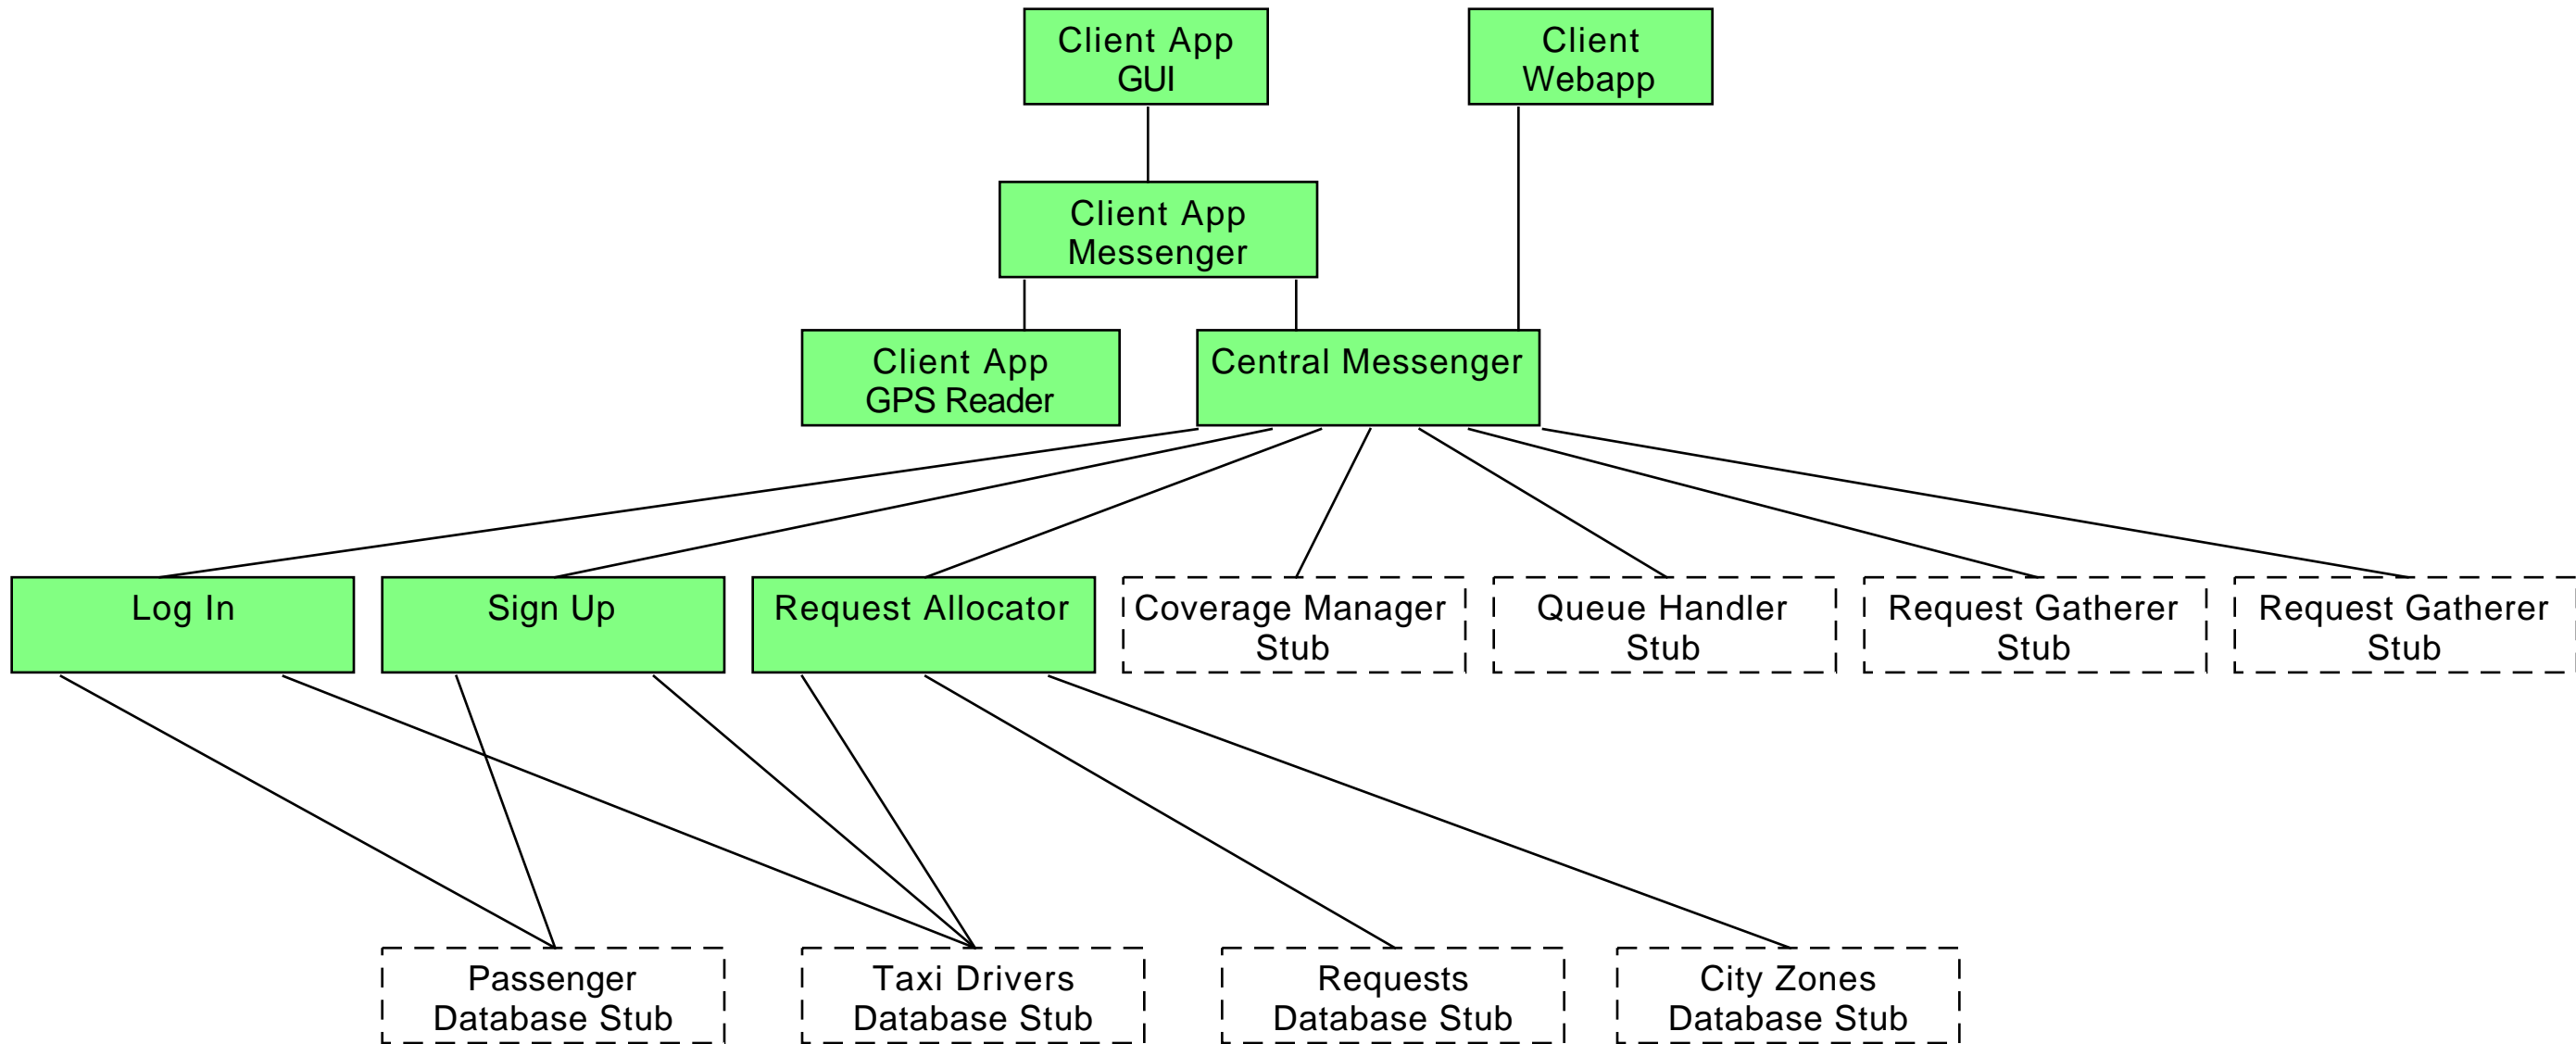 Client App
GUI
Client
Webapp
Client App
Messenger
Client App
GPS Reader
Central Messenger
Log In
Sign Up
Request Allocator
Coverage Manager
Stub
Queue Handler
Stub
Request Gatherer
Stub
Request Gatherer
Stub
Passenger
Database Stub
Taxi Drivers
Database Stub
Requests
Database Stub
City Zones
Database Stub